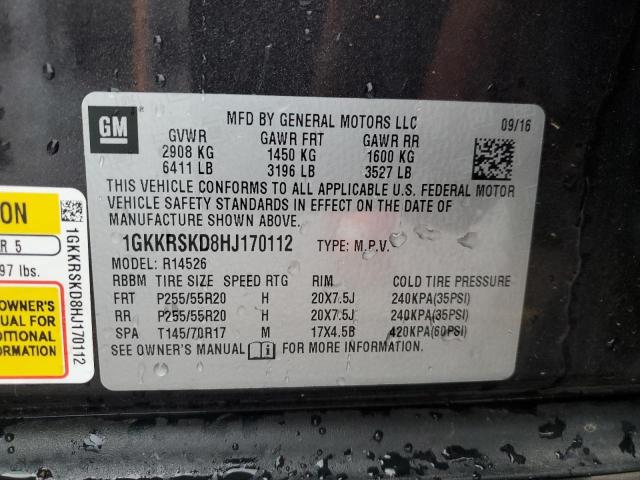 GM
MFD BY GENERAL MOTORS LLC 09/16
GVWR GAWR FRT GAWR RR
2908 KG 1450 KG 1600 KG
6411 LB 3196 LB 3527 LB
THIS VEHICLE CONFORMS TO ALL APPLICABLE U.S. FEDERAL MOTOR
VEHICLE SAFETY STANDARDS IN EFFECT ON THE DATE OF
MANUFACTURE SHOWN ABOVE.
1GKKRSKD8HJ170112 TYPE: M.P.V.
MODEL: R14526
RBBM TIRE SIZE SPEED RTG RIM COLD TIRE PRESSURE
FRT P255/55R20 H 20X7.5J 240KPA(35PSI)
RR P255/55R20 H 20X7.5J 240KPA(35PSI)
SPA T145/70R17 M 17X4.5B 420KPA(60PSI)
SEE OWNER'S MANUAL FOR MORE INFORMATION.
ION
R 5
97 lbs.
OWNER'S
UAL FOR
DITIONAL
RMATION
1GKKRSKD8HJ170112